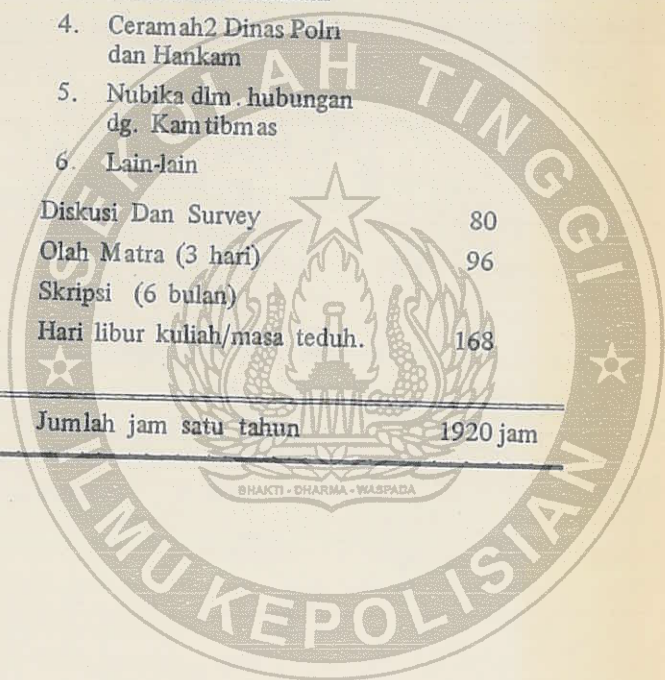 4. Ceramah2 Dinas Polri
dan Hankam
5. Nubika dlm. hubungan
dg. Kamtibmas
6. Lain-lain
Diskusi Dan Survey 80
Olah Matra (3 hari) 96
Skripsi (6 bulan)
Hari libur kuliah/masa teduh. 168
Jumlah jam satu tahun 1920 jam
SEKOLAH TINGGI
BHAKTI - DHARMA - WASPADA
ILMU KEPOLISIAN